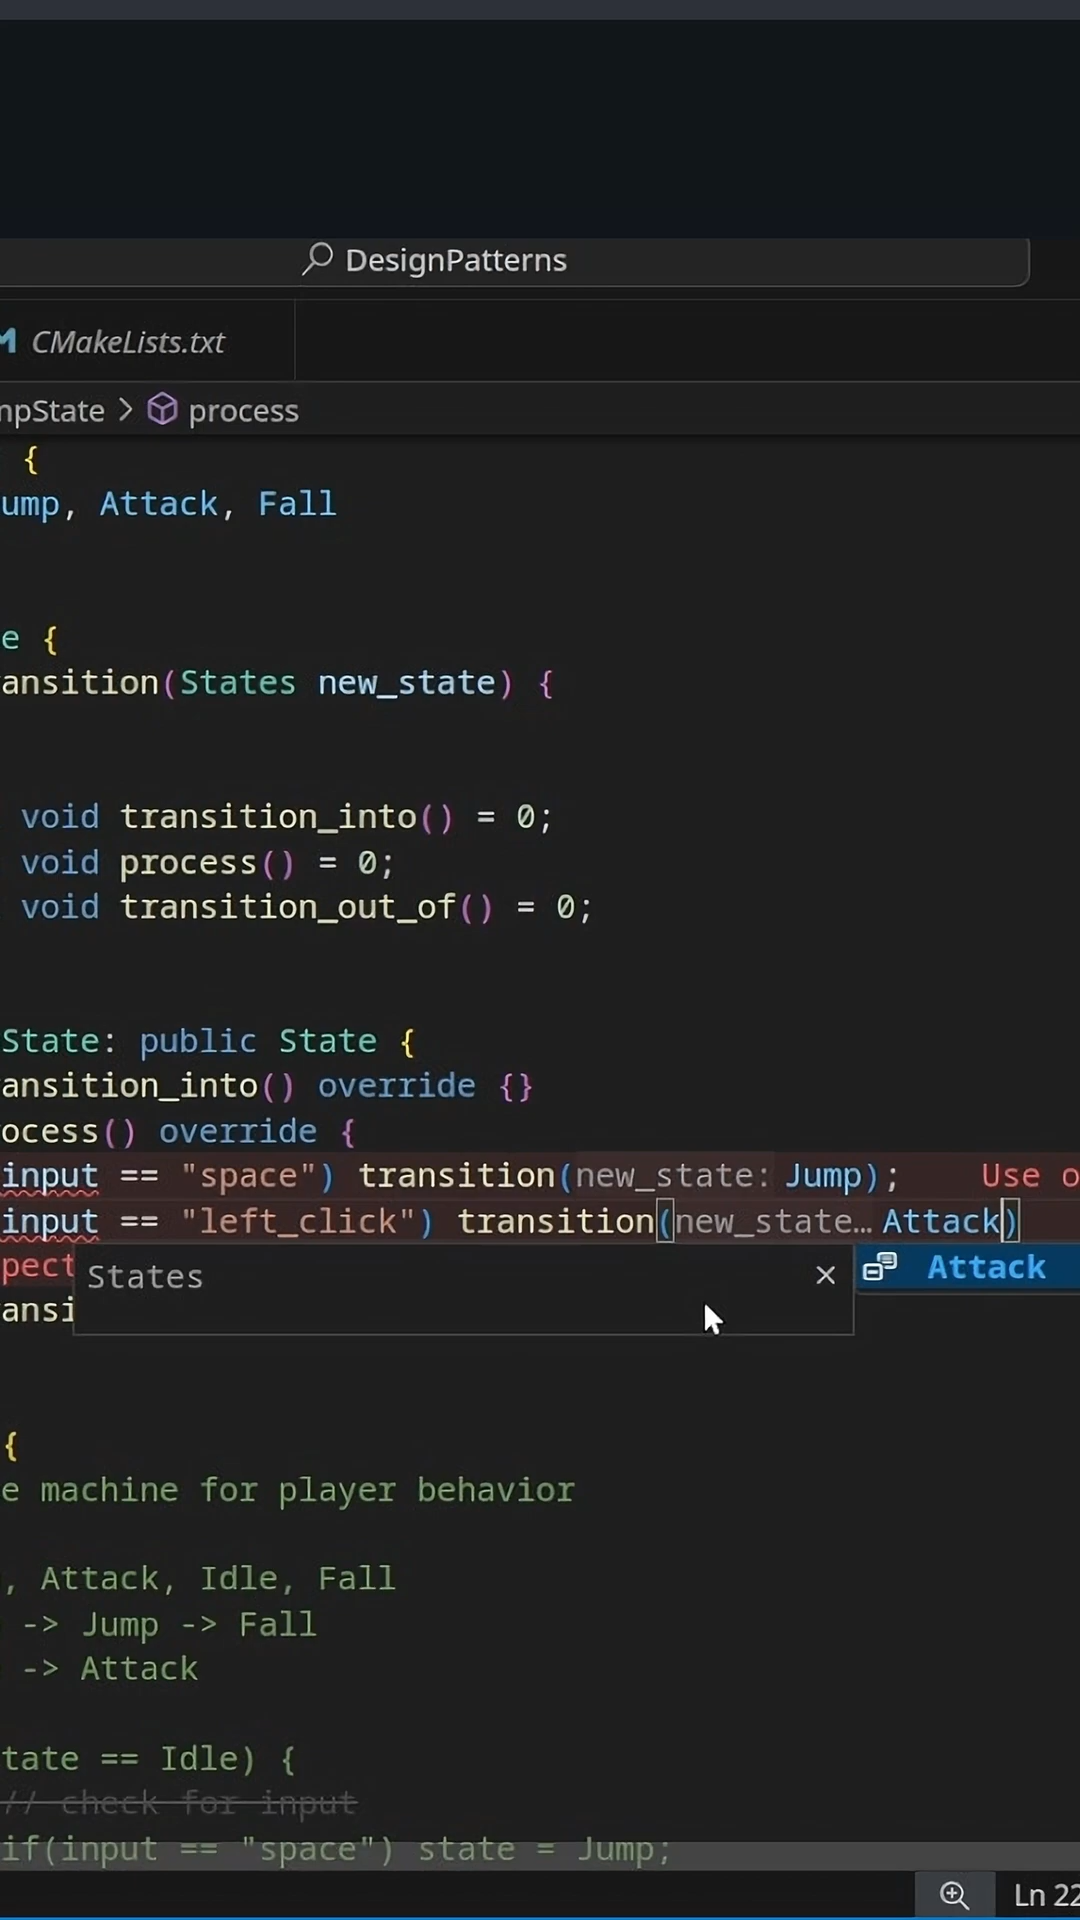 DesignPatterns
CMakeLists.txt
mpState > process
{
ump, Attack, Fall
e {
ansition(States new_state) {
void transition_into() = 0;
void process() = 0;
void transition_out_of() = 0;
State: public State {
ansition_into() override {}
ocess() override {
input == "space") transition(new_state: Jump); Use o
input == "left_click") transition(new_state… Attack)
pect
States
Attack
ansi
{
e machine for player behavior
, Attack, Idle, Fall
-> Jump -> Fall
-> Attack
tate == Idle) {
// check for input
if(input == "space") state = Jump;
Ln 22